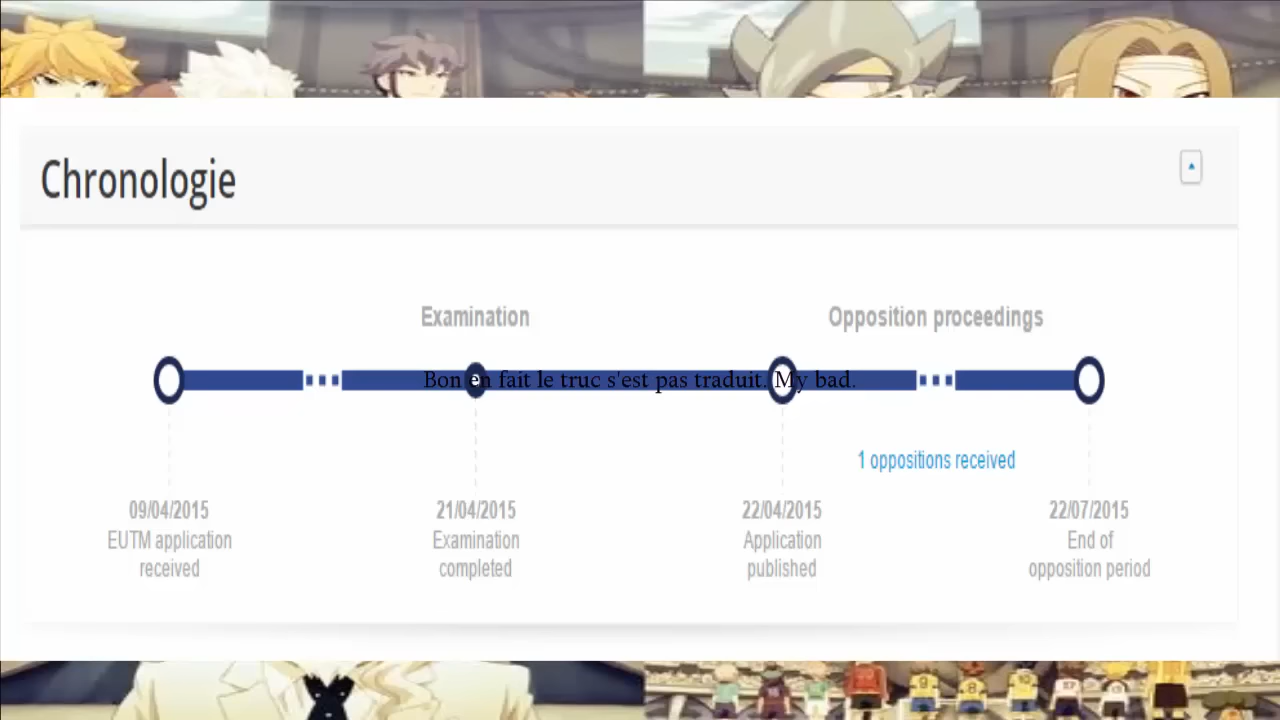 Chronologie
Examination
Opposition proceedings
Bon en fait le truc s'est pas traduit. My bad.
1 oppositions received
09/04/2015
EUTM application
received
21/04/2015
Examination
completed
22/04/2015
Application
published
22/07/2015
End of
opposition period